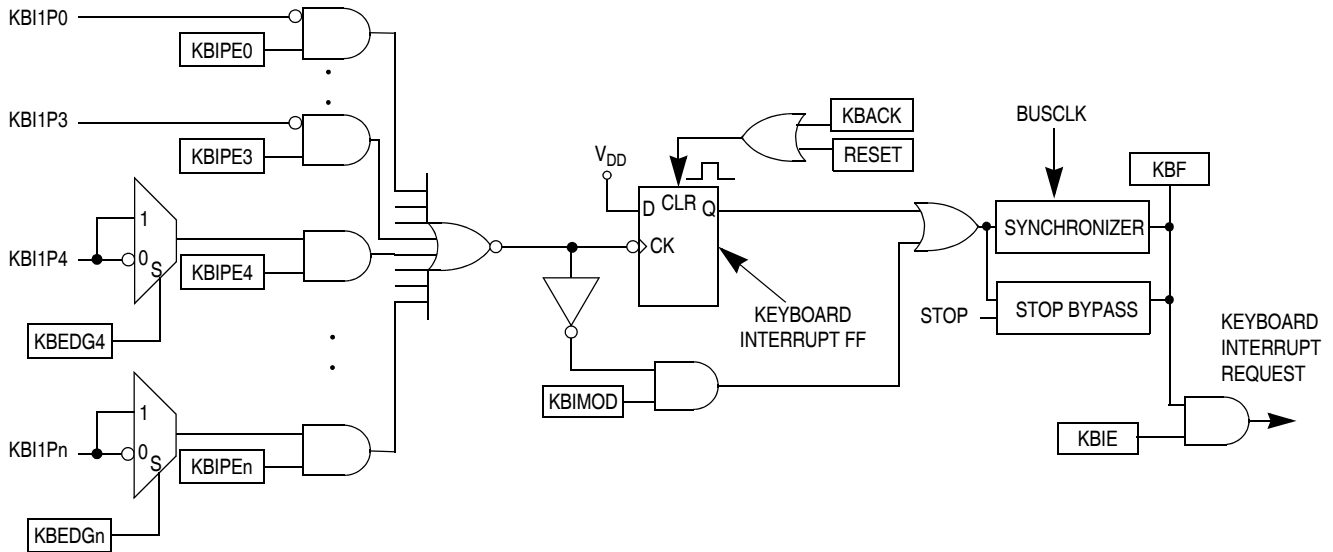 KBI1P0
KBIPE0
KBI1P3
KBIPE3
KBACK
RESET
BUSCLK
VDD
KBF
D CLR Q
CK
1
0
S
KBI1P4
KBIPE4
SYNCHRONIZER
KBEDG4
KEYBOARD
INTERRUPT FF
STOP
STOP BYPASS
KEYBOARD
INTERRUPT
REQUEST
KBIMOD
1
0
S
KBI1Pn
KBIPEn
KBIE
KBEDGn